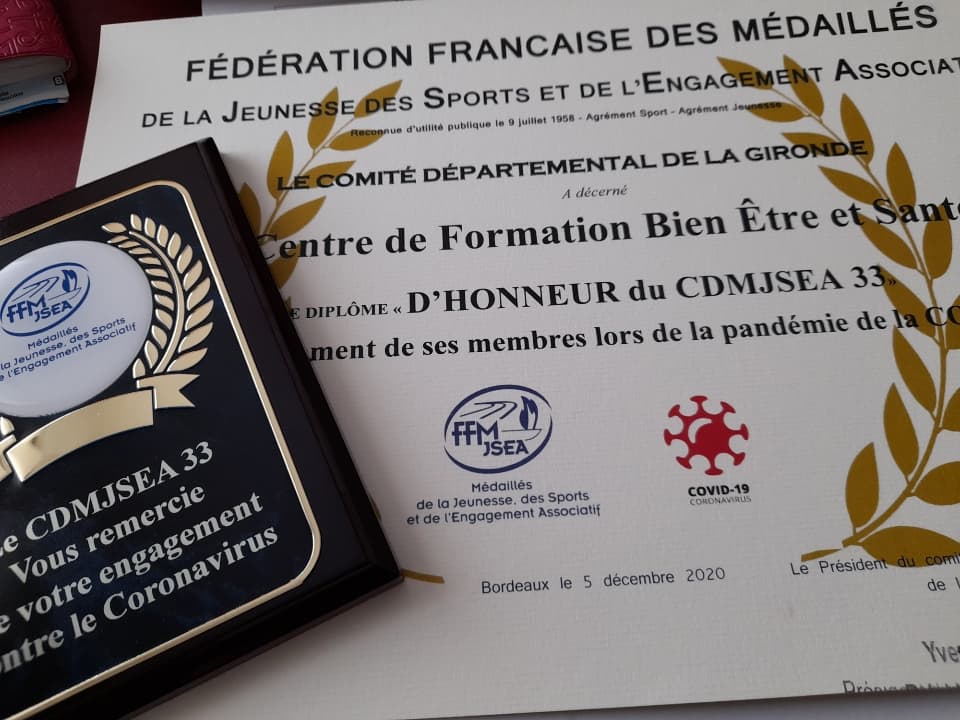 FÉDÉRATION FRANCAISE DES MÉDAILLÉS
DE LA JEUNESSE DES SPORTS ET DE L'ENGAGEMENT ASSOCIAT
Reconnue d'utilité publique le 9 juillet 1958 - Agrément Sport - Agrément Jeunesse
LE COMITÉ DÉPARTEMENTAL DE LA GIRONDE
A décerné
Centre de Formation Bien Être et Santé
E DIPLÔME « D'HONNEUR du CDMJSEA 33»
ment de ses membres lors de la pandémie de la CO
FFM
JSEA
Médaillés
de la Jeunesse, des Sports
et de l'Engagement Associatif
COVID-19
CORONAVIRUS
Bordeaux le 5 décembre 2020
Le Président du comi
de l
Yves
FFM
JSEA
Médaillés
la Jeunesse, des Sports
e l'Engagement Associatif
Le CDMJSEA 33
Vous remercie
e votre engagement
ontre le Coronavirus